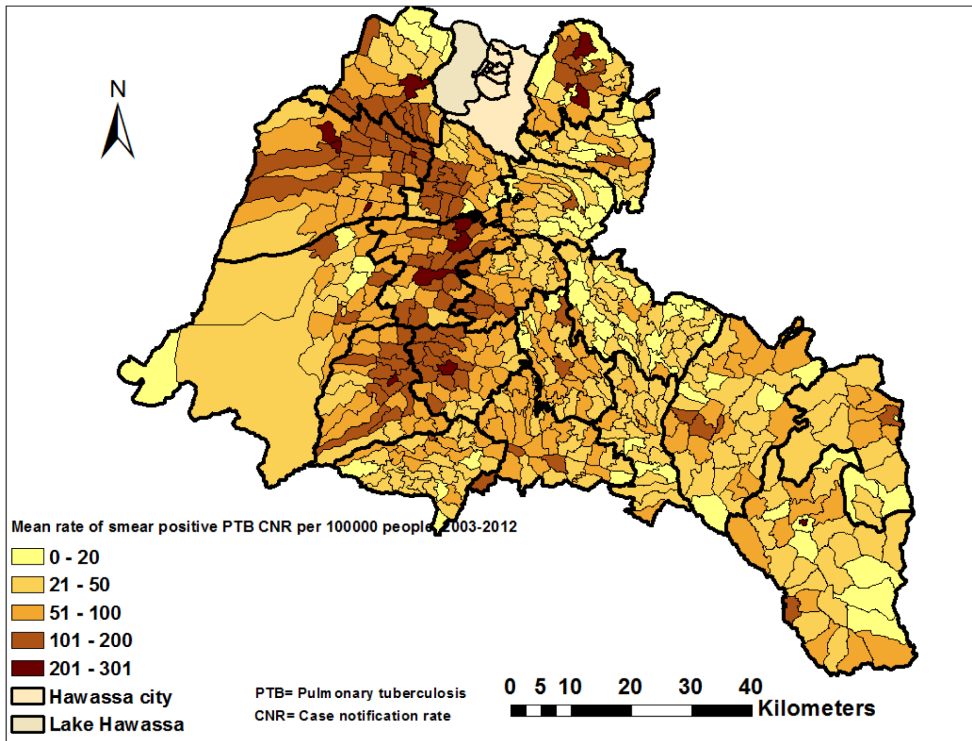 N
Mean rate of smear positive PTB CNR per 100000 people, 2003-2012
0 - 20
21 - 50
51 - 100
101 - 200
201 - 301
Hawassa city
Lake Hawassa
PTB= Pulmonary tuberculosis
CNR= Case notification rate
0 5 10 20 30 40
Kilometers